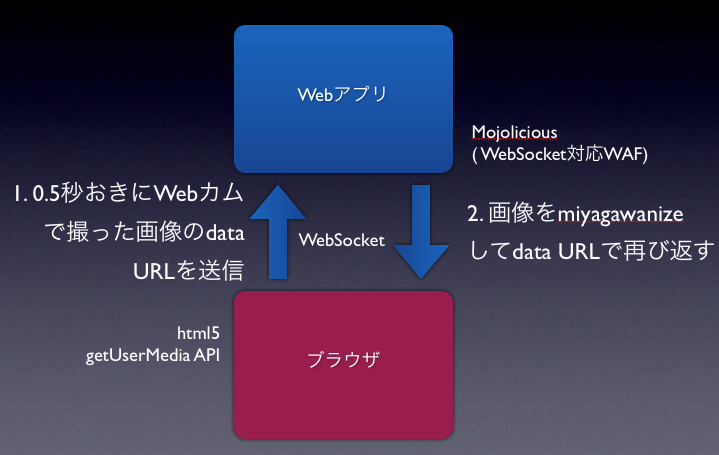 Webアプリ
Mojolicious
( WebSocket対応WAF)
1. 0.5秒おきにWebカム
で撮った画像のdata
URLを送信
WebSocket
2. 画像をmiyagawanize
してdata URLで再び返す
html5
getUserMedia API
ブラウザ